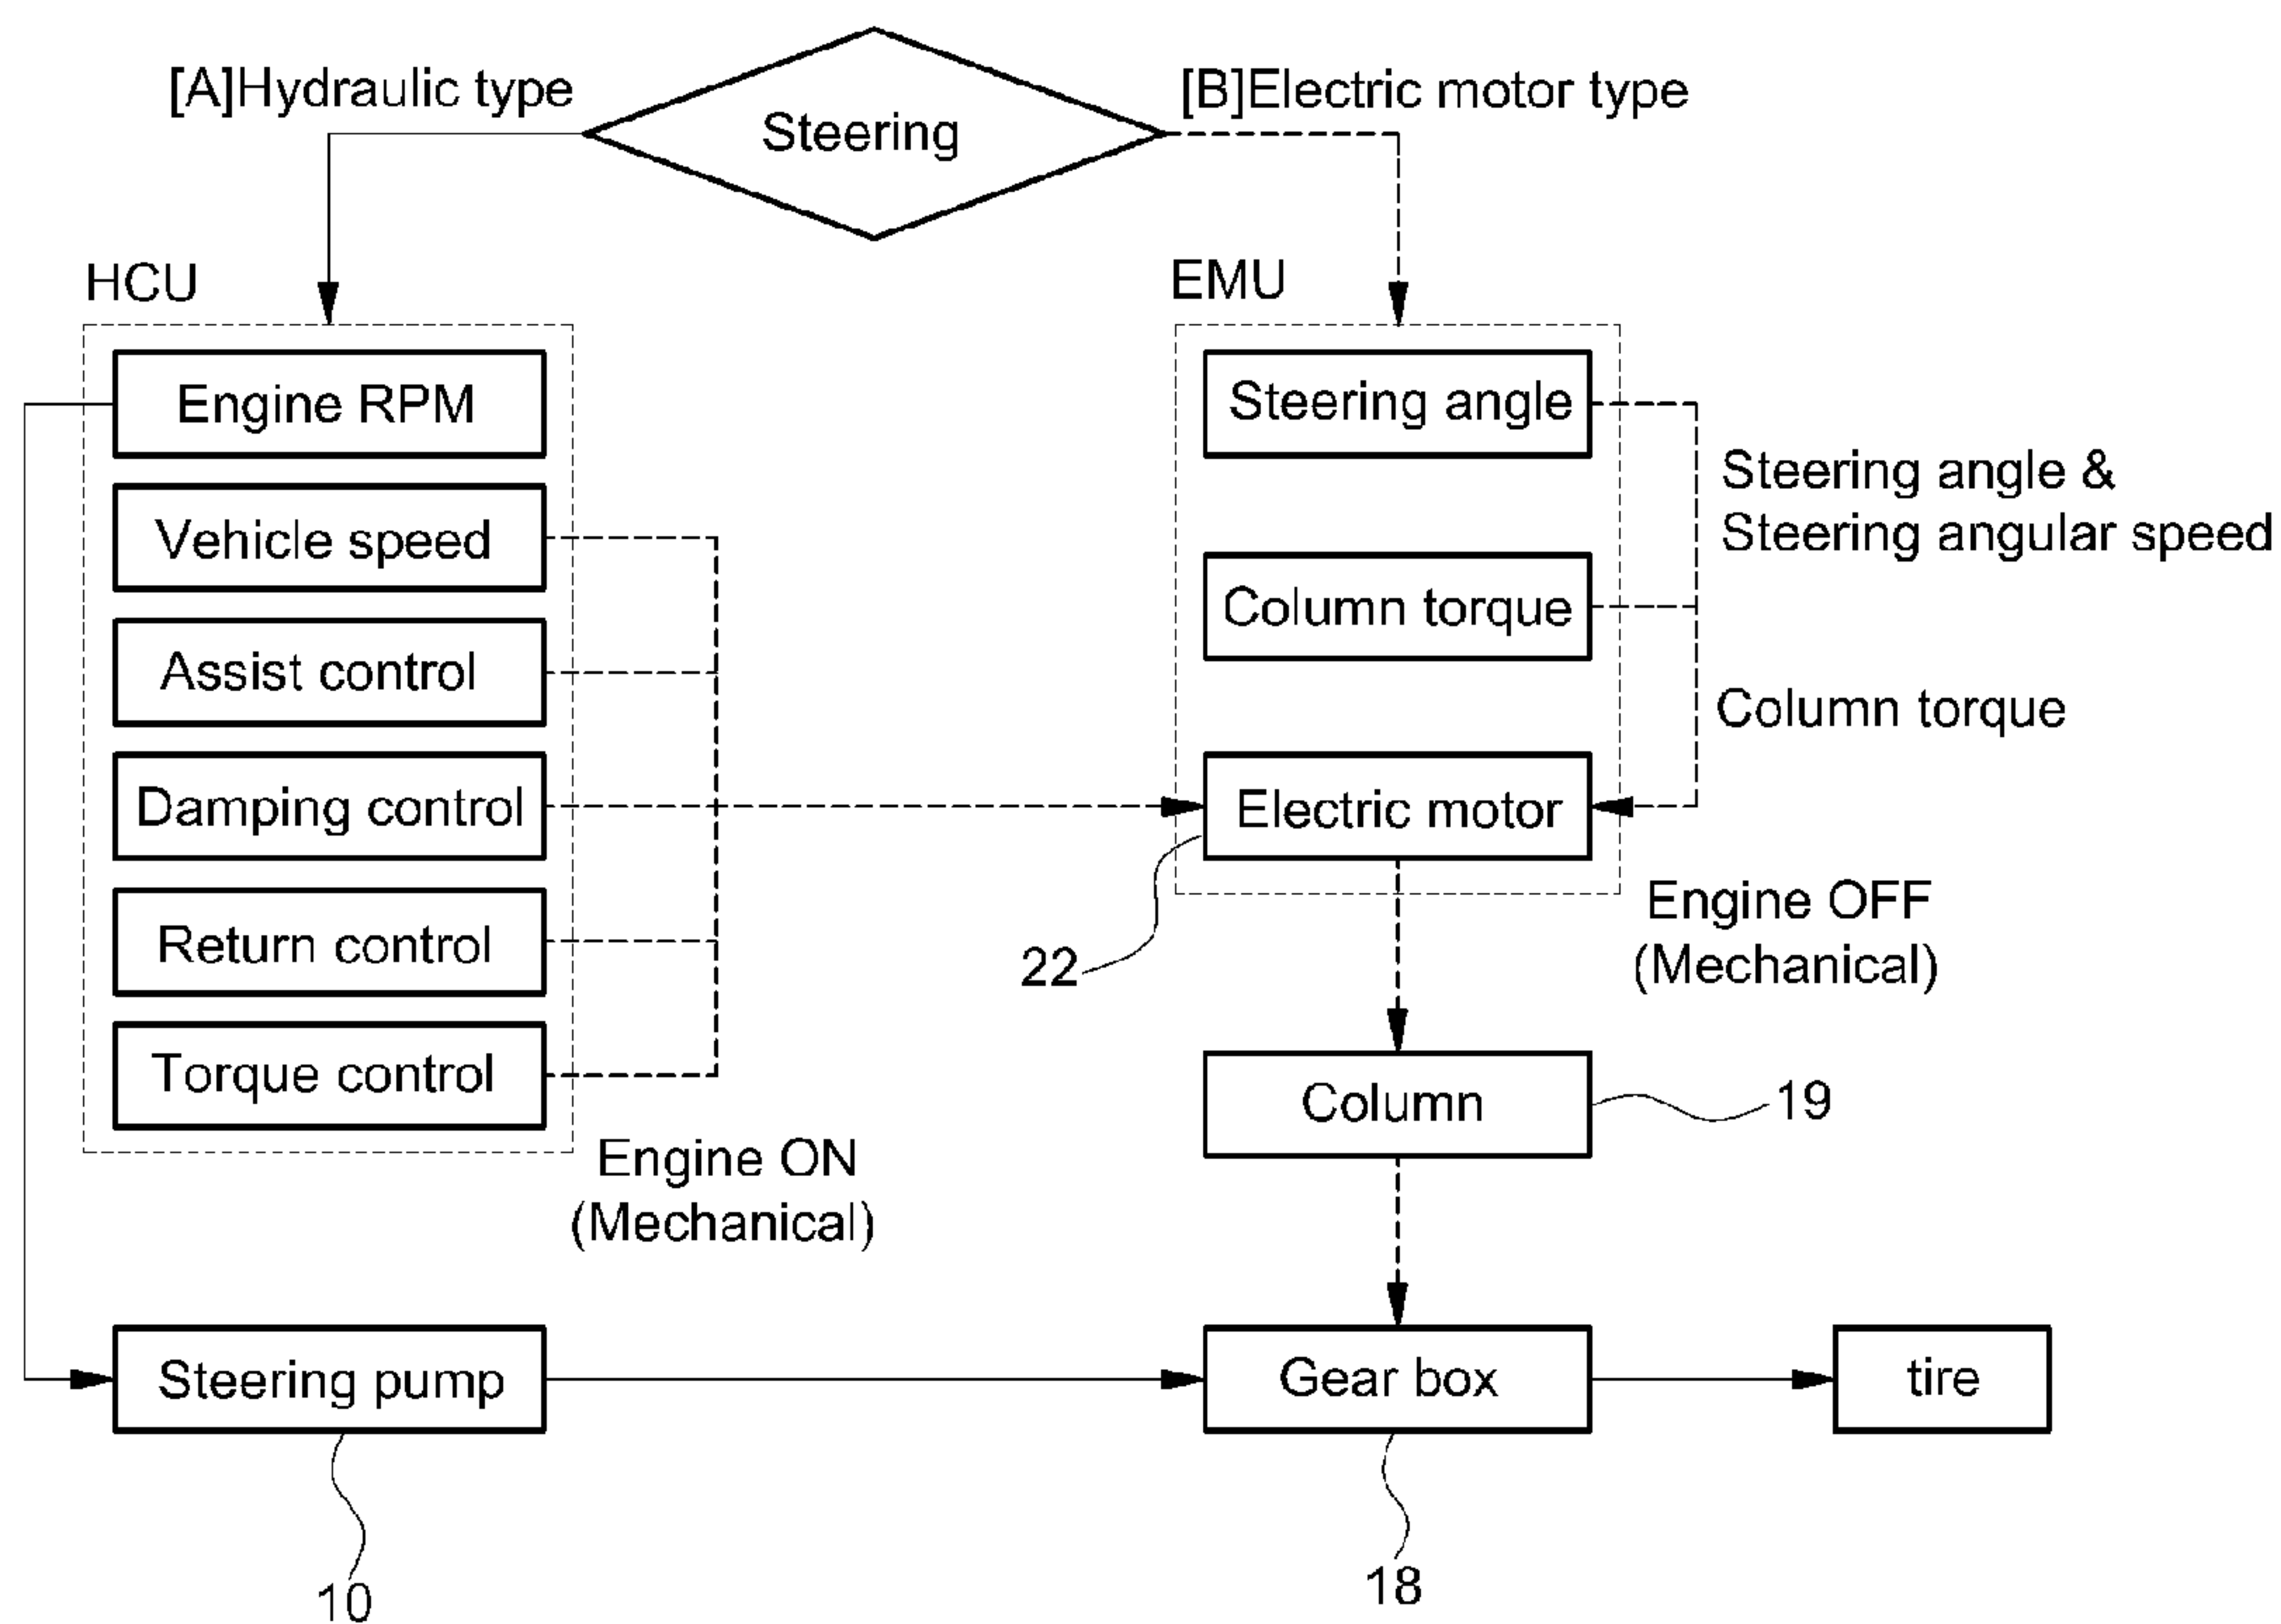 [A]Hydraulic type
Steering
[B]Electric motor type
HCU
Engine RPM
Vehicle speed
Assist control
Damping control
Return control
Torque control
Engine ON
(Mechanical)
EMU
Steering angle
Column torque
Electric motor
Steering angle &
Steering angular speed
Column torque
Engine OFF
(Mechanical)
22
Column
19
Steering pump
Gear box
tire
10
18